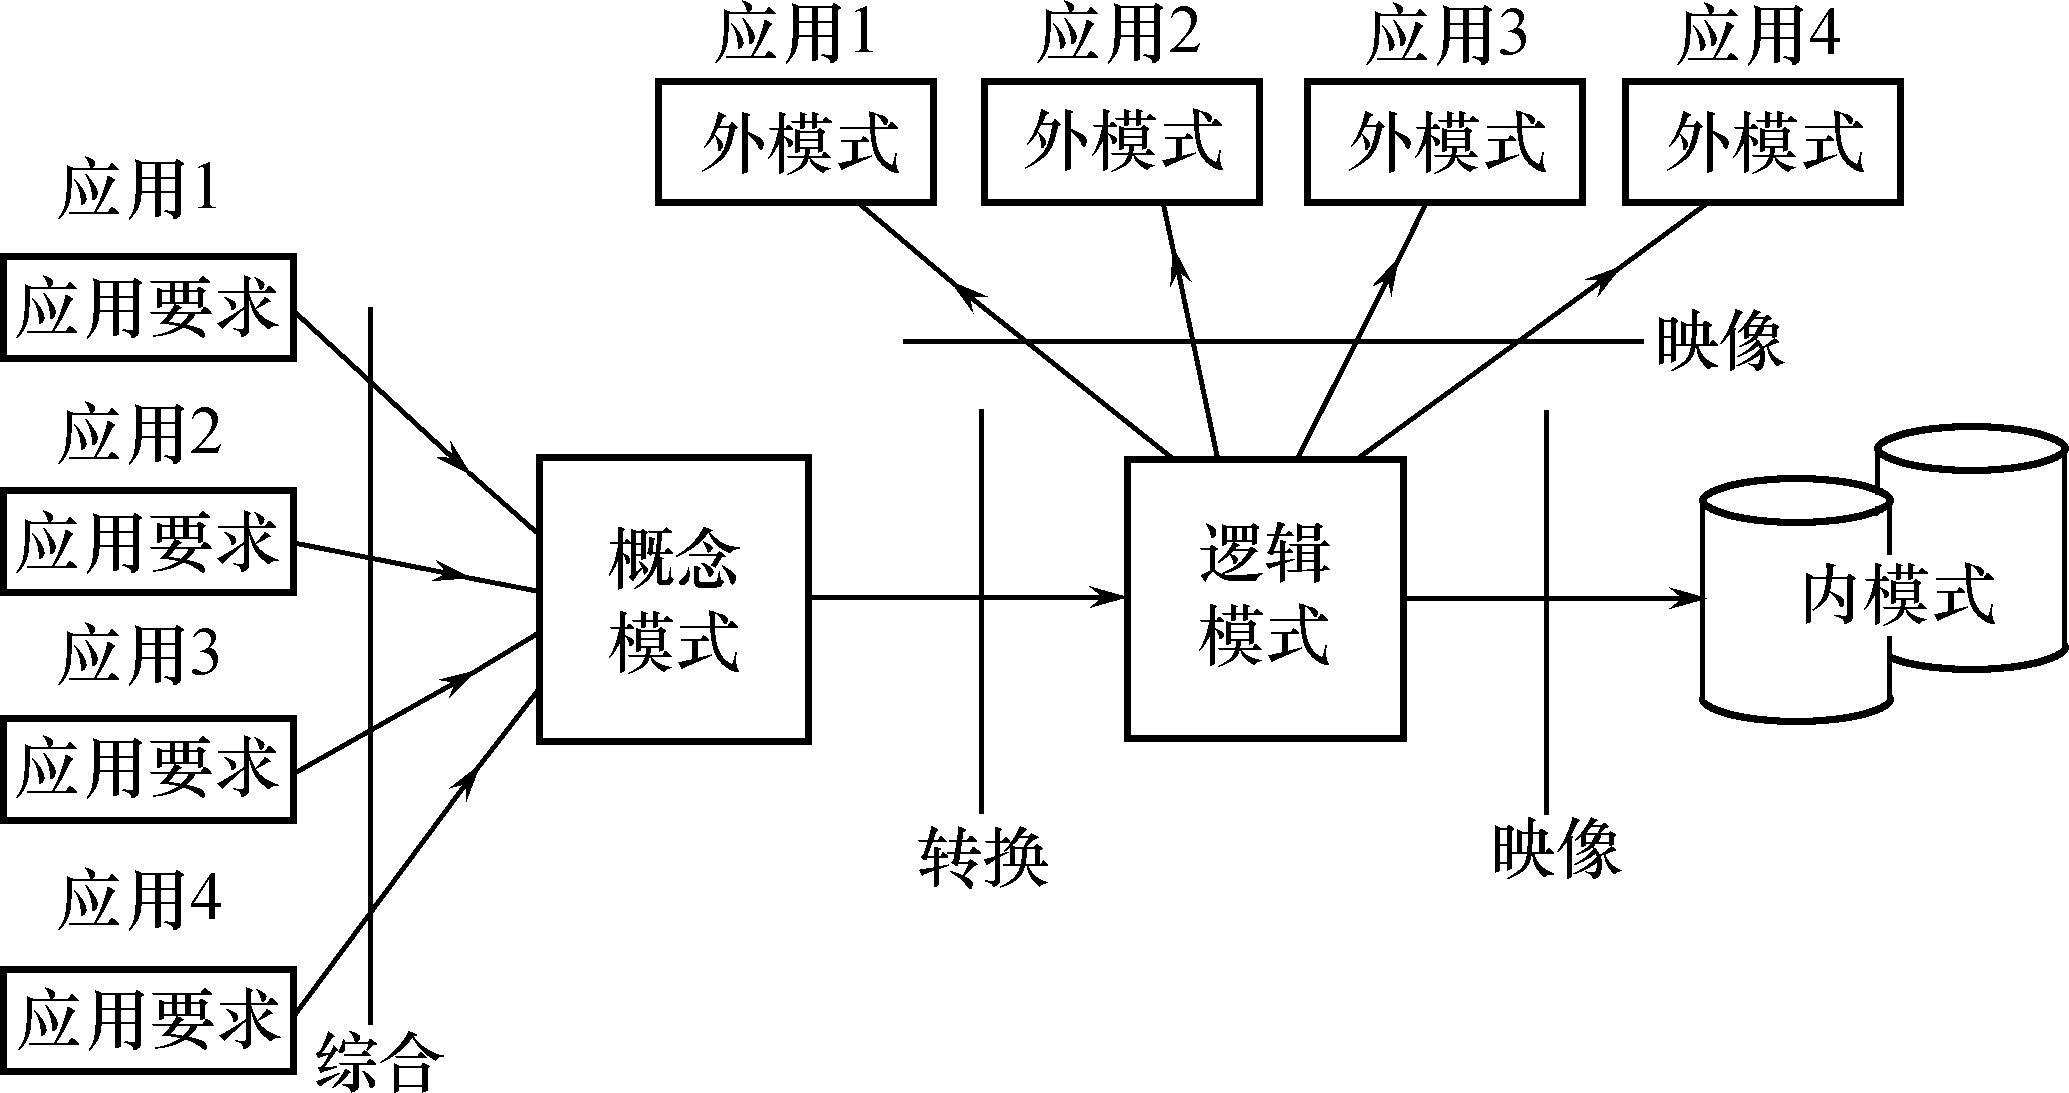 应用1
应用2
应用3
应用4
外模式
外模式
外模式
外模式
映像
应用1
应用要求
应用2
应用要求
应用3
应用要求
应用4
应用要求
综合
概念
模式
转换
逻辑
模式
映像
内模式